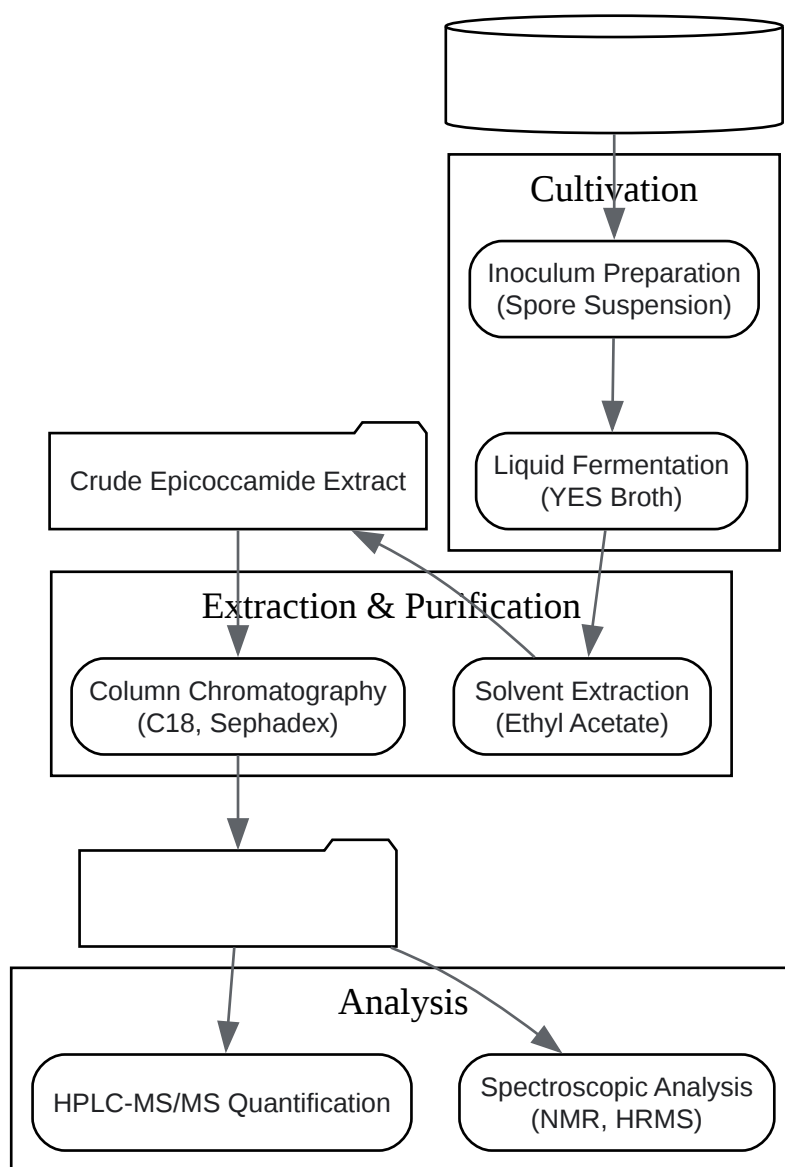 Cultivation
Inoculum Preparation
(Spore Suspension)
Liquid Fermentation
(YES Broth)
Crude Epicoccamide Extract
Extraction & Purification
Column Chromatography
(C18, Sephadex)
Solvent Extraction
(Ethyl Acetate)
Analysis
HPLC-MS/MS Quantification
Spectroscopic Analysis
(NMR, HRMS)